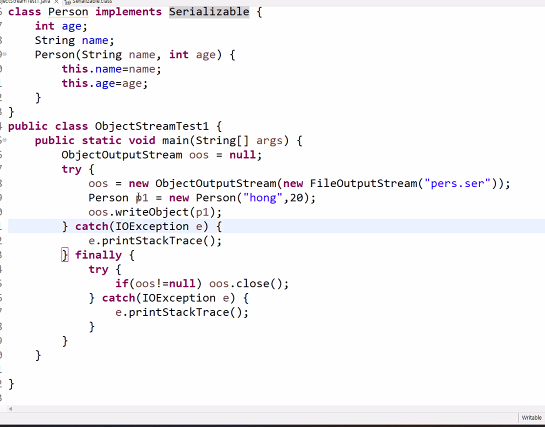 class Person implements Serializable {
int age;
String name;
Person(String name, int age) {
this.name=name;
this.age=age;
}
}
public class ObjectStreamTest1 {
public static void main(String[] args) {
ObjectOutputStream oos = null;
try {
oos = new ObjectOutputStream(new FileOutputStream("pers.ser"));
Person p1 = new Person("hong",20);
oos.writeObject(p1);
} catch(IOException e) {
e.printStackTrace();
} finally {
try {
if(oos!=null) oos.close();
} catch(IOException e) {
e.printStackTrace();
}
}
}
}
Writable